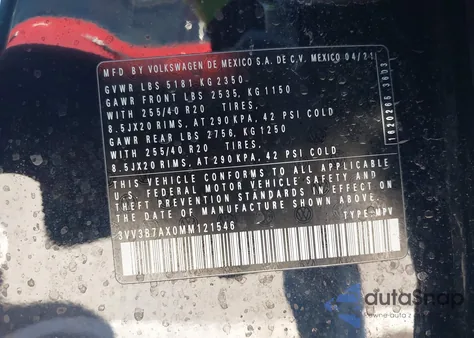 MFD BY VOLKSWAGEN DE MEXICO S.A. DE C.V. MEXICO 04/21
GVWR LBS 5181 KG 2350
GAWR FRONT LBS 2535, KG 1150
WITH 255/40 R20 TIRES,
8.5JX20 RIMS, AT 290 KPA, 42 PSI COLD
GAWR REAR LBS 2756, KG 1250
WITH 255/40 R20 TIRES.
8.5JX20 RIMS, AT 290 KPA, 42 PSI COLD
THIS VEHICLE CONFORMS TO ALL APPLICABLE
U.S. FEDERAL MOTOR VEHICLE SAFETY AND
THEFT PREVENTION STANDARDS IN EFFECT ON
THE DATE OF MANUFACTURE SHOWN ABOVE.
3VV3B7AX0MM121546 TYPE-MPV
autoSnap